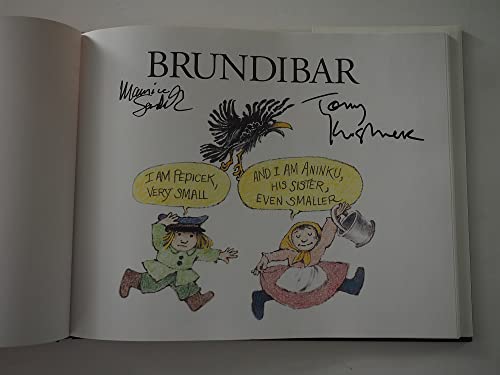 BRUNDIBAR
Maurice
Sendak
Tony
Kushner
I AM PEPICEK,
VERY SMALL
AND I AM ANINKU,
HIS SISTER,
EVEN SMALLER